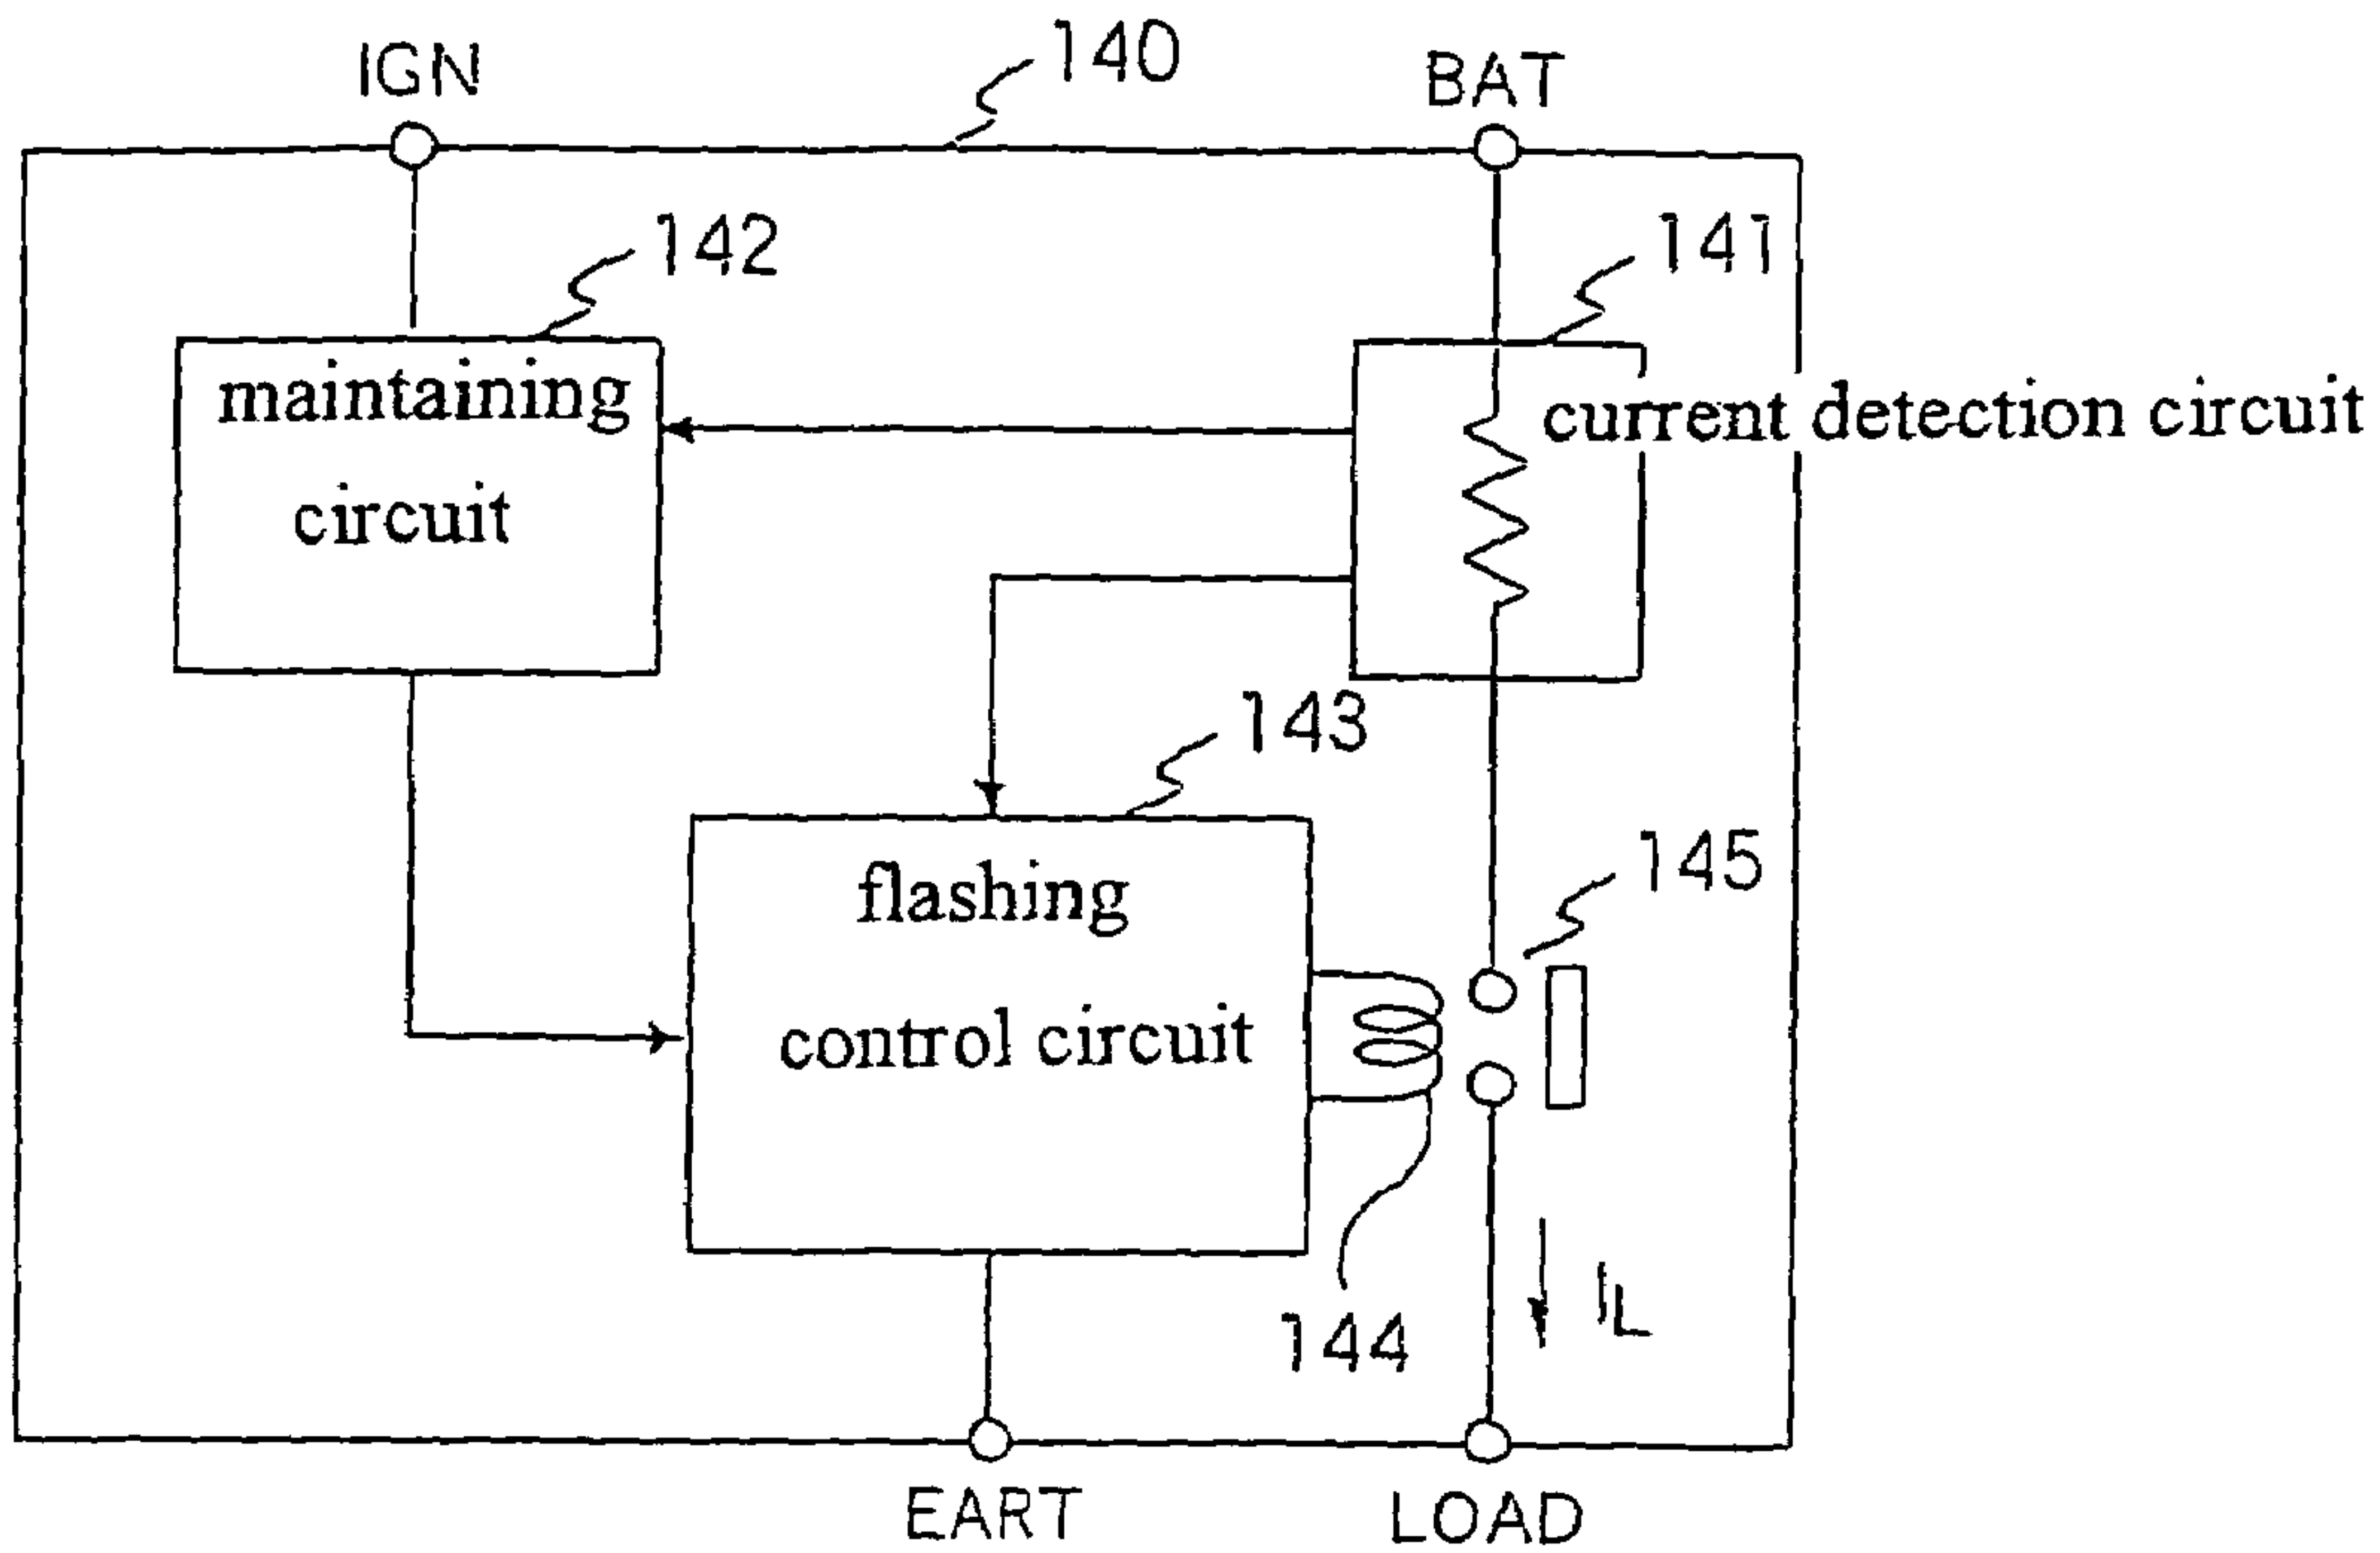 IGN
140
BAT
142
141
maintaining
circuit
current detection circuit
143
flashing
control circuit
145
144
IL
EART
LOAD